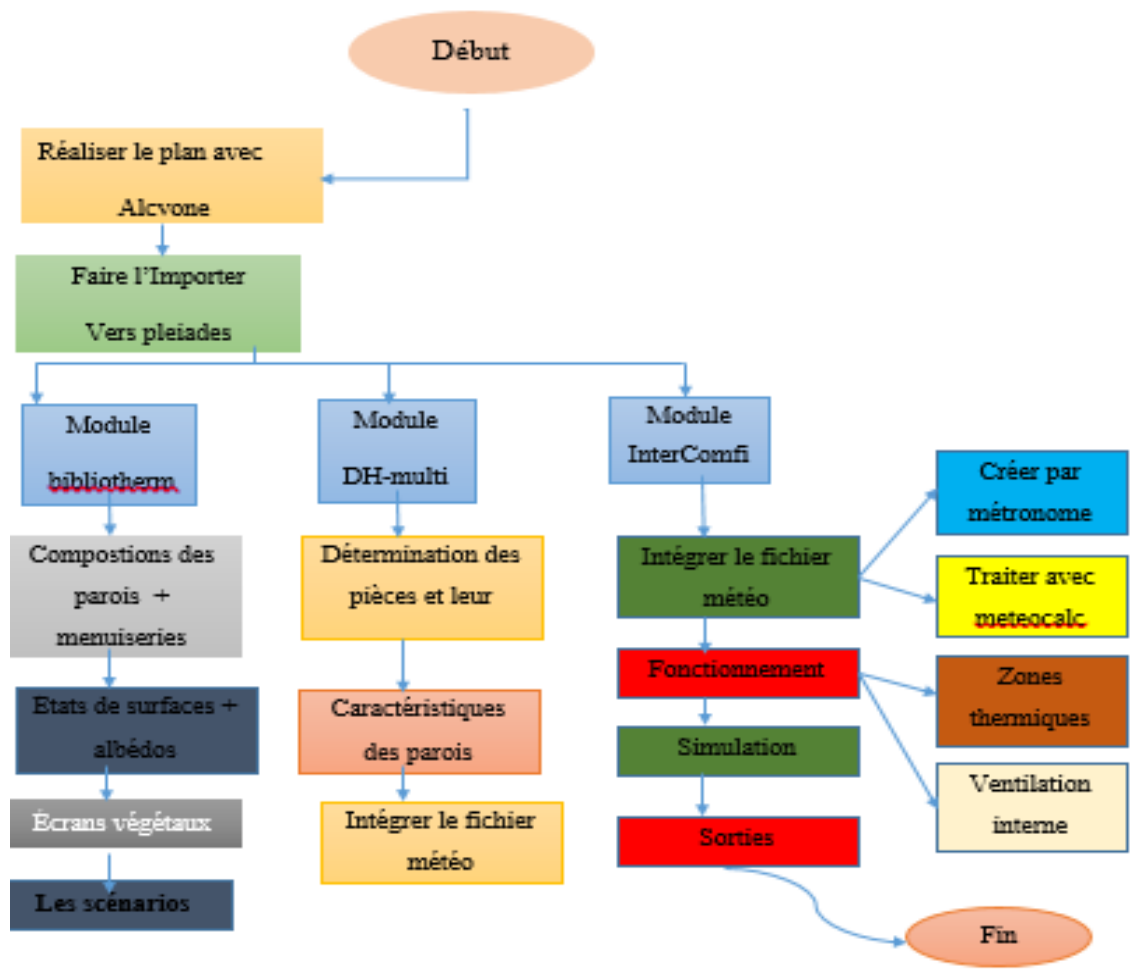 Début
Réaliser le plan avec
Alcvone
Faire l'Importer
Vers pleiades
Module
bibliotherm
Compostions des
parois +
menuiseries
Etats de surfaces +
albédos
Écrans végétaux
Les scénarios
Module
DH-multi
Détermination des
pièces et leur
Caractéristiques
des parois
Intégrer le fichier
météo
Module
InterComfi
Intégrer le fichier
météo
Fonctionnement
Simulation
Sorties
Créer par
métronome
Traiter avec
meteocalc
Zones
thermiques
Ventilation
interne
Fin